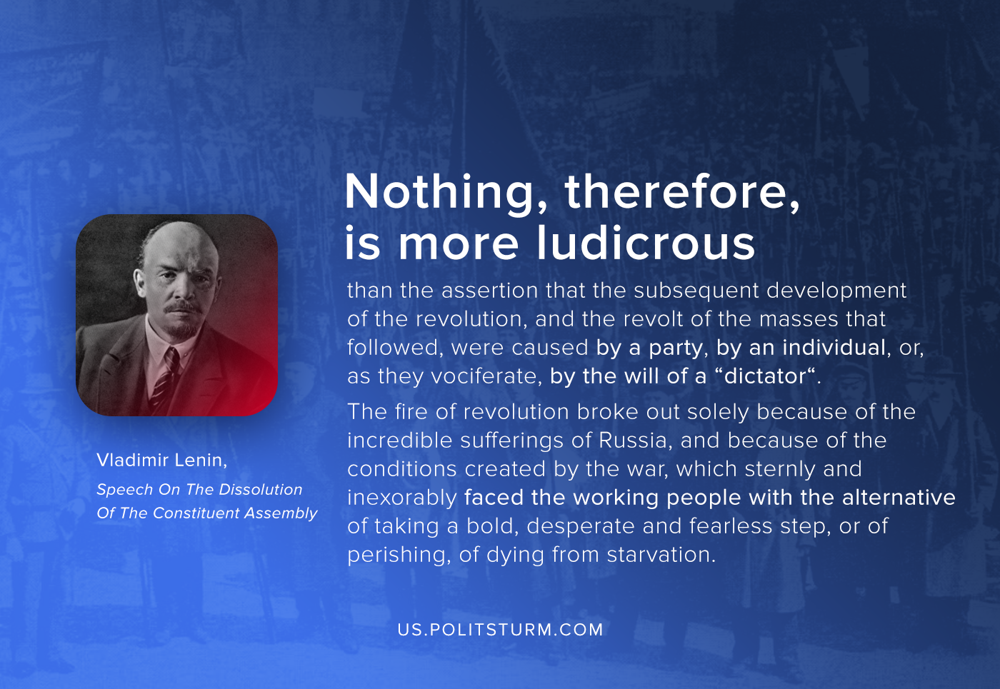 Nothing, therefore,
is more ludicrous
than the assertion that the subsequent development
of the revolution, and the revolt of the masses that
followed, were caused by a party, by an individual, or,
as they vociferate, by the will of a “dictator“.
The fire of revolution broke out solely because of the
incredible sufferings of Russia, and because of the
conditions created by the war, which sternly and
inexorably faced the working people with the alternative
of taking a bold, desperate and fearless step, or of
perishing, of dying from starvation.
Vladimir Lenin,
Speech On The Dissolution
Of The Constituent Assembly
US.POLITSTURM.COM